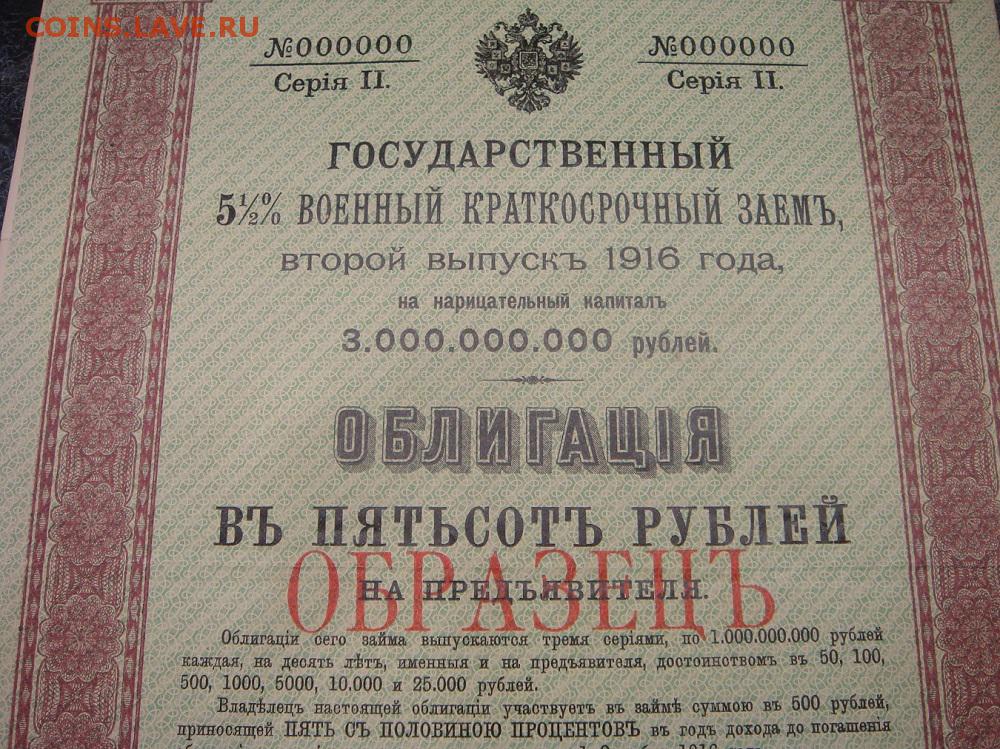 COINS.LAVE.RU
№000000
Серія II.
№000000
Серія II.
ГОСУДАРСТВЕННЫЙ
5½% ВОЕННЫЙ КРАТКОСРОЧНЫЙ ЗАЕМЪ,
второй выпускъ 1916 года,
на нарицательный капиталъ
3.000.000.000 рублей.
ОБЛИГАЦІЯ
ВЪ ПЯТЬСОТЪ РУБЛЕЙ
ОБРАЗЕЦЪ
НА ПРЕДЪЯВИТЕЛЯ.
Облигаціи сего займа выпускаются тремя серіями, по 1.000.000.000 рублей
каждая, на десять лѣтъ, именныя и на предъявителя, достоинствомъ въ 50, 100,
500, 1000, 5000, 10.000 и 25.000 рублей.
Владѣлецъ настоящей облигаціи участвуетъ въ займѣ суммою въ 500 рублей,
приносящей ПЯТЬ СЪ ПОЛОВИНОЮ ПРОЦЕНТОВЪ въ годъ дохода до погашенія